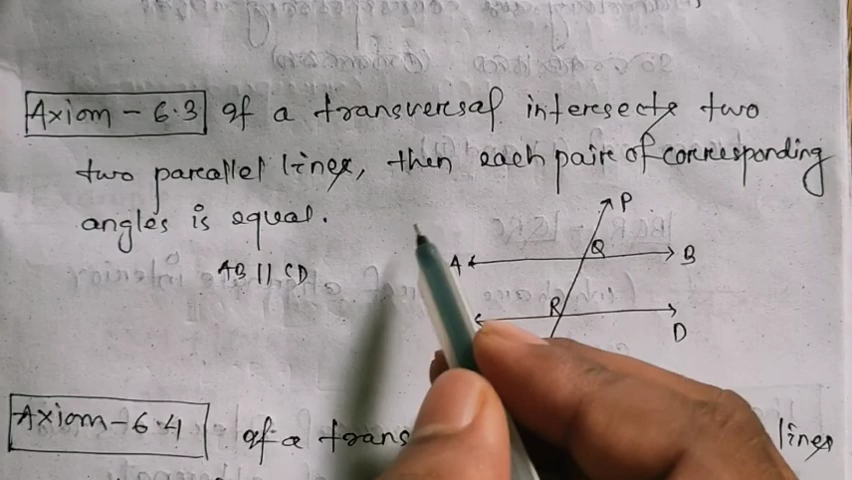 Axiom - 6.3 If a transversal intersects two
two parallel lines, then each pair of corresponding
angles is equal.
AB || CD
P
Q
A
B
R
D
Axiom - 6.4 If a trans
lines